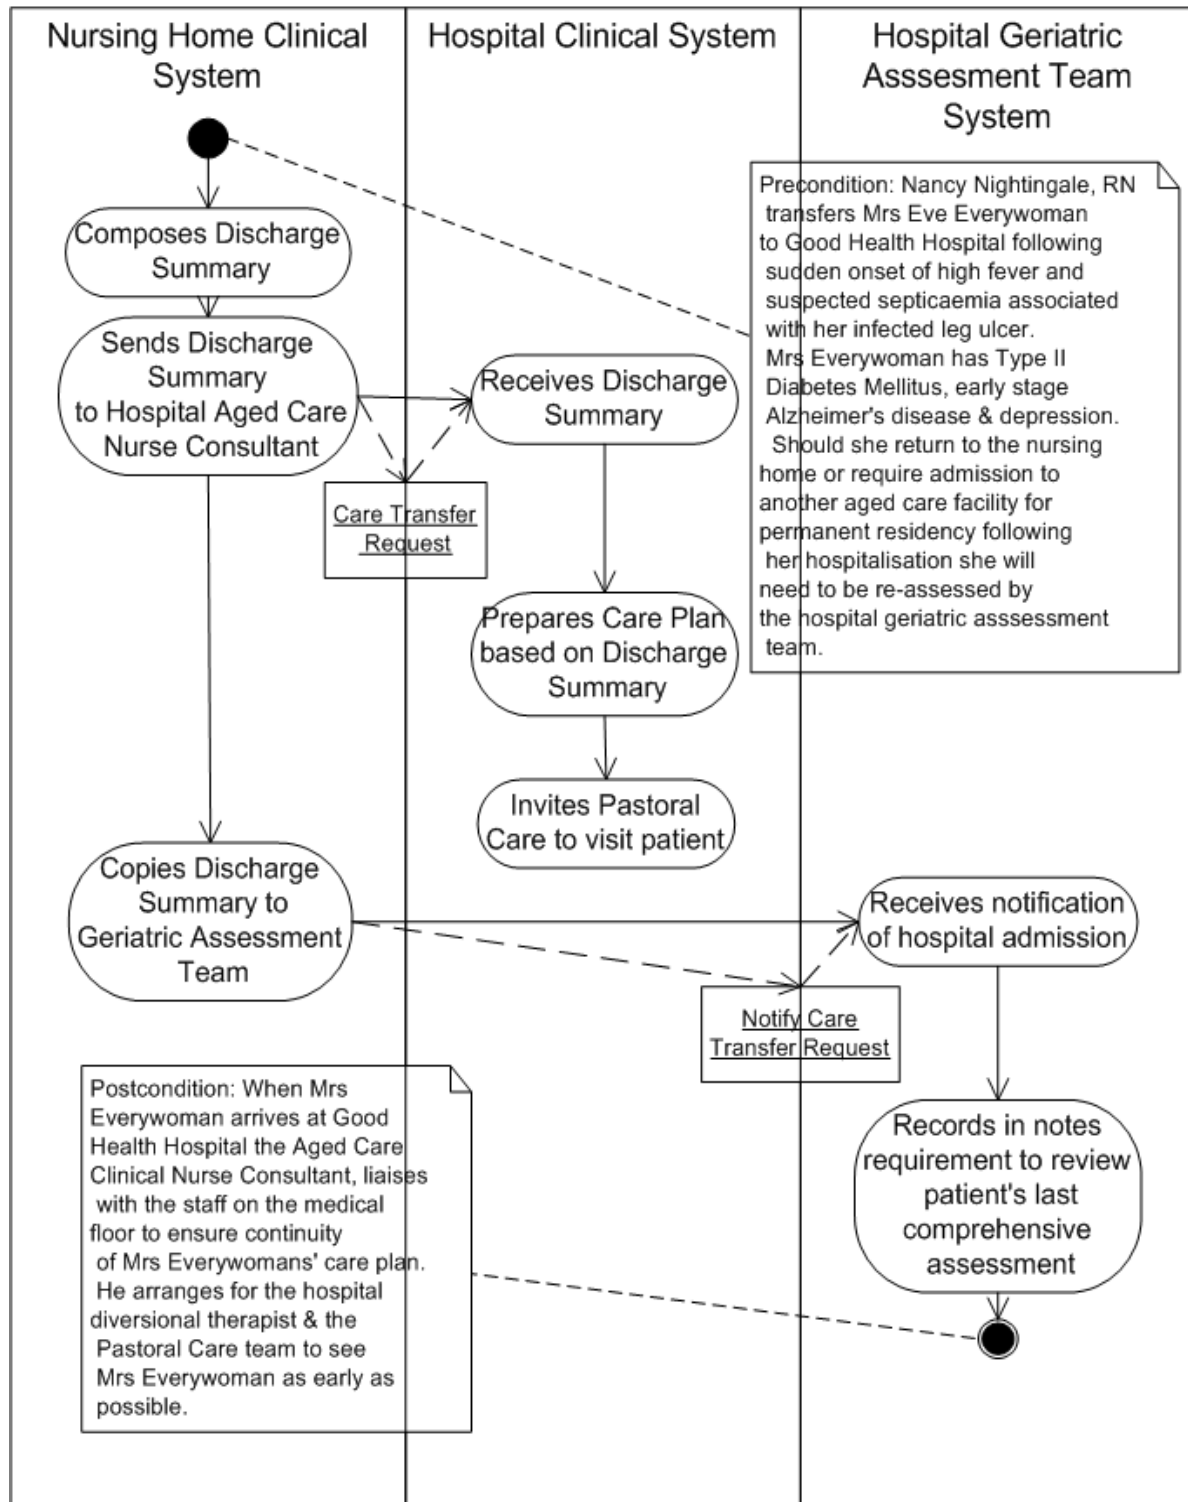 Nursing Home Clinical
System
Hospital Clinical System
Hospital Geriatric
Asssesment Team
System
Precondition: Nancy Nightingale, RN
transfers Mrs Eve Everywoman
to Good Health Hospital following
sudden onset of high fever and
suspected septicaemia associated
with her infected leg ulcer.
Mrs Everywoman has Type II
Diabetes Mellitus, early stage
Alzheimer's disease & depression.
Should she return to the nursing
home or require admission to
another aged care facility for
permanent residency following
her hospitalisation she will
need to be re-assessed by
the hospital geriatric asssessment
team.
Composes Discharge
Summary
Sends Discharge
Summary
to Hospital Aged Care
Nurse Consultant
Receives Discharge
Summary
Care Transfer
Request
Prepares Care Plan
based on Discharge
Summary
Invites Pastoral
Care to visit patient
Copies Discharge
Summary to
Geriatric Assessment
Team
Receives notification
of hospital admission
Notify Care
Transfer Request
Records in notes
requirement to review
patient's last
comprehensive
assessment
Postcondition: When Mrs
Everywoman arrives at Good
Health Hospital the Aged Care
Clinical Nurse Consultant, liaises
with the staff on the medical
floor to ensure continuity
of Mrs Everywomans' care plan.
He arranges for the hospital
diversional therapist & the
Pastoral Care team to see
Mrs Everywoman as early as
possible.